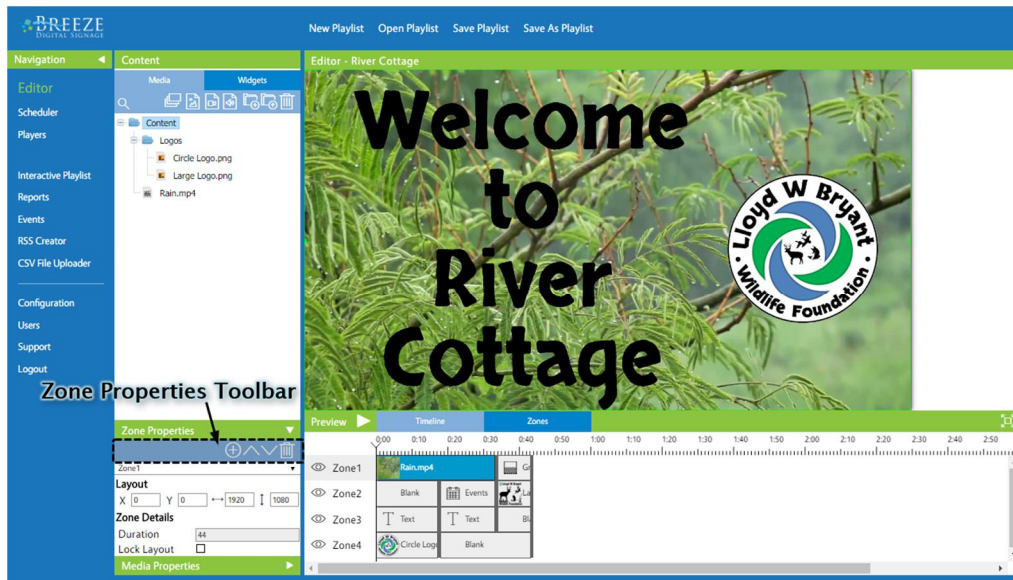 BREEZE
DIGITAL SIGNAGE
New Playlist Open Playlist Save Playlist Save As Playlist
Navigation
Editor
Scheduler
Players
Interactive Playlist
Reports
Events
RSS Creator
CSV File Uploader
Configuration
Users
Support
Logout
Content
Media Widgets
Content
Logos
Circle Logo.png
Large Logo.png
Rain.mp4
Zone Properties Toolbar
Zone Properties
Zone1
Layout
X 0 Y 0 1920 1080
Zone Details
Duration 44
Lock Layout
Media Properties
Editor - River Cottage
Welcome
to
River
Cottage
Lloyd W Bryant
Wildlife Foundation
Preview Timeline Zones
0:00 0:10 0:20 0:30 0:40 0:50 1:00 1:10 1:20 1:30 1:40 1:50 2:00 2:10 2:20 2:30 2:40 2:50
Zone1 Rain.mp4 Gr
Zone2 Blank Events La
Zone3 Text Text Bl
Zone4 Circle Logo Blank